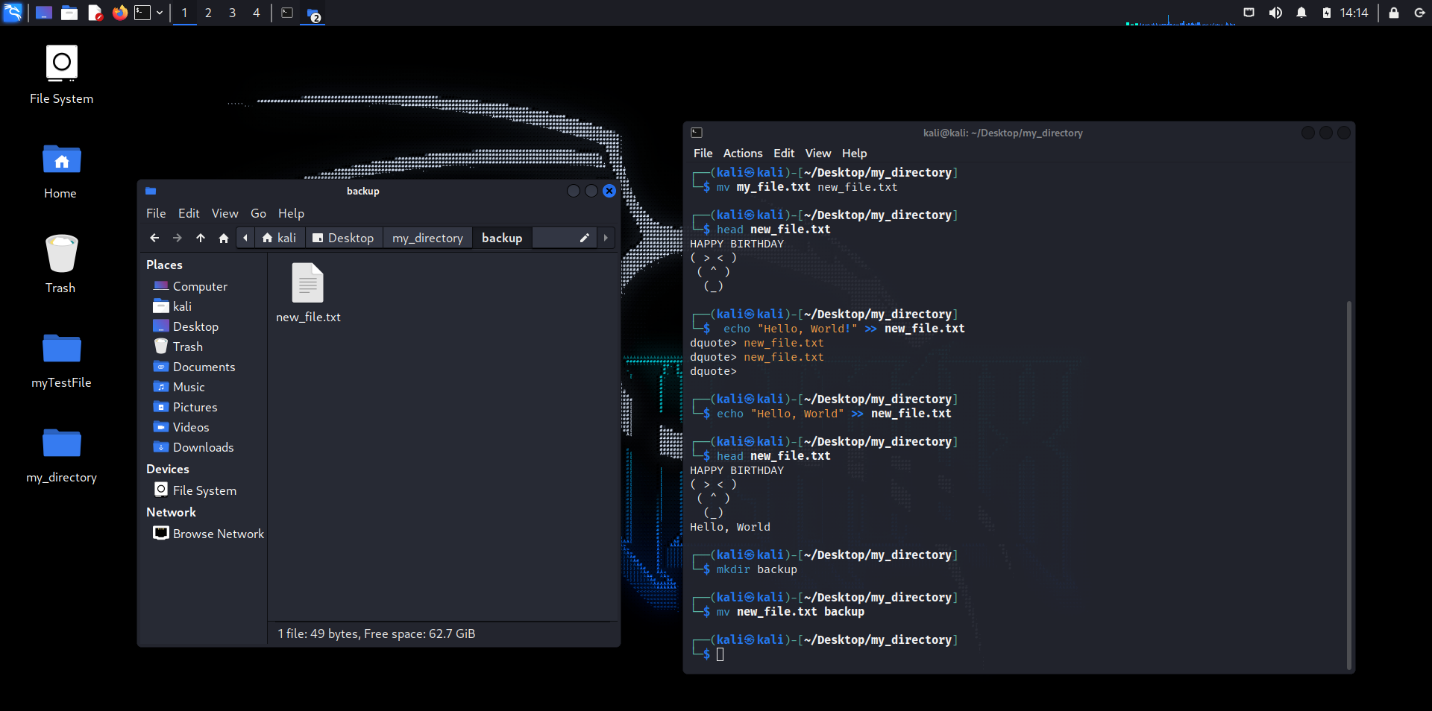 1 2 3 4
2
14:14
File System
Home
Trash
myTestFile
my_directory
backup
File Edit View Go Help
kali Desktop my_directory backup
Places
Computer
kali
Desktop
Trash
Documents
Music
Pictures
Videos
Downloads
Devices
File System
Network
Browse Network
new_file.txt
1 file: 49 bytes, Free space: 62.7 GiB
kali@kali: ~/Desktop/my_directory
File Actions Edit View Help
┌──(kali㉿kali)-[~/Desktop/my_directory]
└─$ mv my_file.txt new_file.txt
┌──(kali㉿kali)-[~/Desktop/my_directory]
└─$ head new_file.txt
HAPPY BIRTHDAY
( > < )
( ^ )
(_)
┌──(kali㉿kali)-[~/Desktop/my_directory]
└─$  echo "Hello, World!" >> new_file.txt
dquote> new_file.txt
dquote> new_file.txt
dquote>
┌──(kali㉿kali)-[~/Desktop/my_directory]
└─$ echo "Hello, World" >> new_file.txt
┌──(kali㉿kali)-[~/Desktop/my_directory]
└─$ head new_file.txt
HAPPY BIRTHDAY
( > < )
( ^ )
(_)
Hello, World
┌──(kali㉿kali)-[~/Desktop/my_directory]
└─$ mkdir backup
┌──(kali㉿kali)-[~/Desktop/my_directory]
└─$ mv new_file.txt backup
┌──(kali㉿kali)-[~/Desktop/my_directory]
└─$